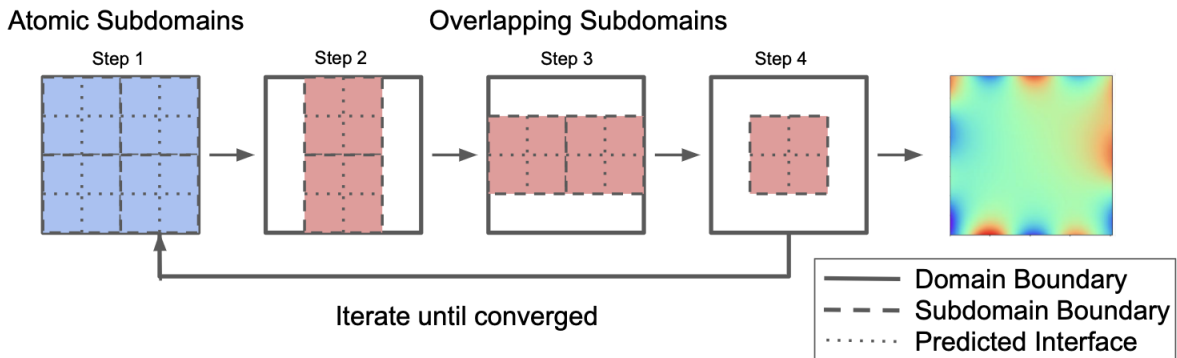 Atomic Subdomains
Overlapping Subdomains
Step 1
Step 2
Step 3
Step 4
Iterate until converged
Domain Boundary
Subdomain Boundary
Predicted Interface